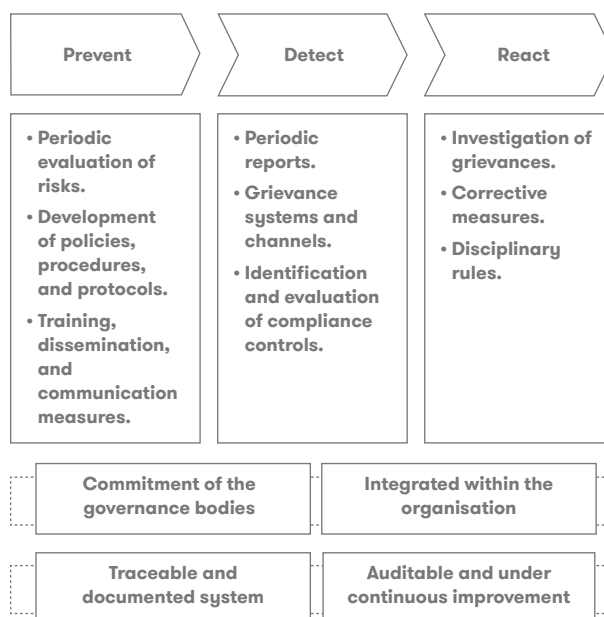 Prevent
Detect
React
• Periodic
evaluation of
risks.
• Development
of policies,
procedures,
and protocols.
• Training,
dissemination,
and
communication
measures.
• Periodic
reports.
• Grievance
systems and
channels.
• Identification
and evaluation
of compliance
controls.
• Investigation of
grievances.
• Corrective
measures.
• Disciplinary
rules.
Commitment of the
governance bodies
Integrated within the
organisation
Traceable and
documented system
Auditable and under
continuous improvement